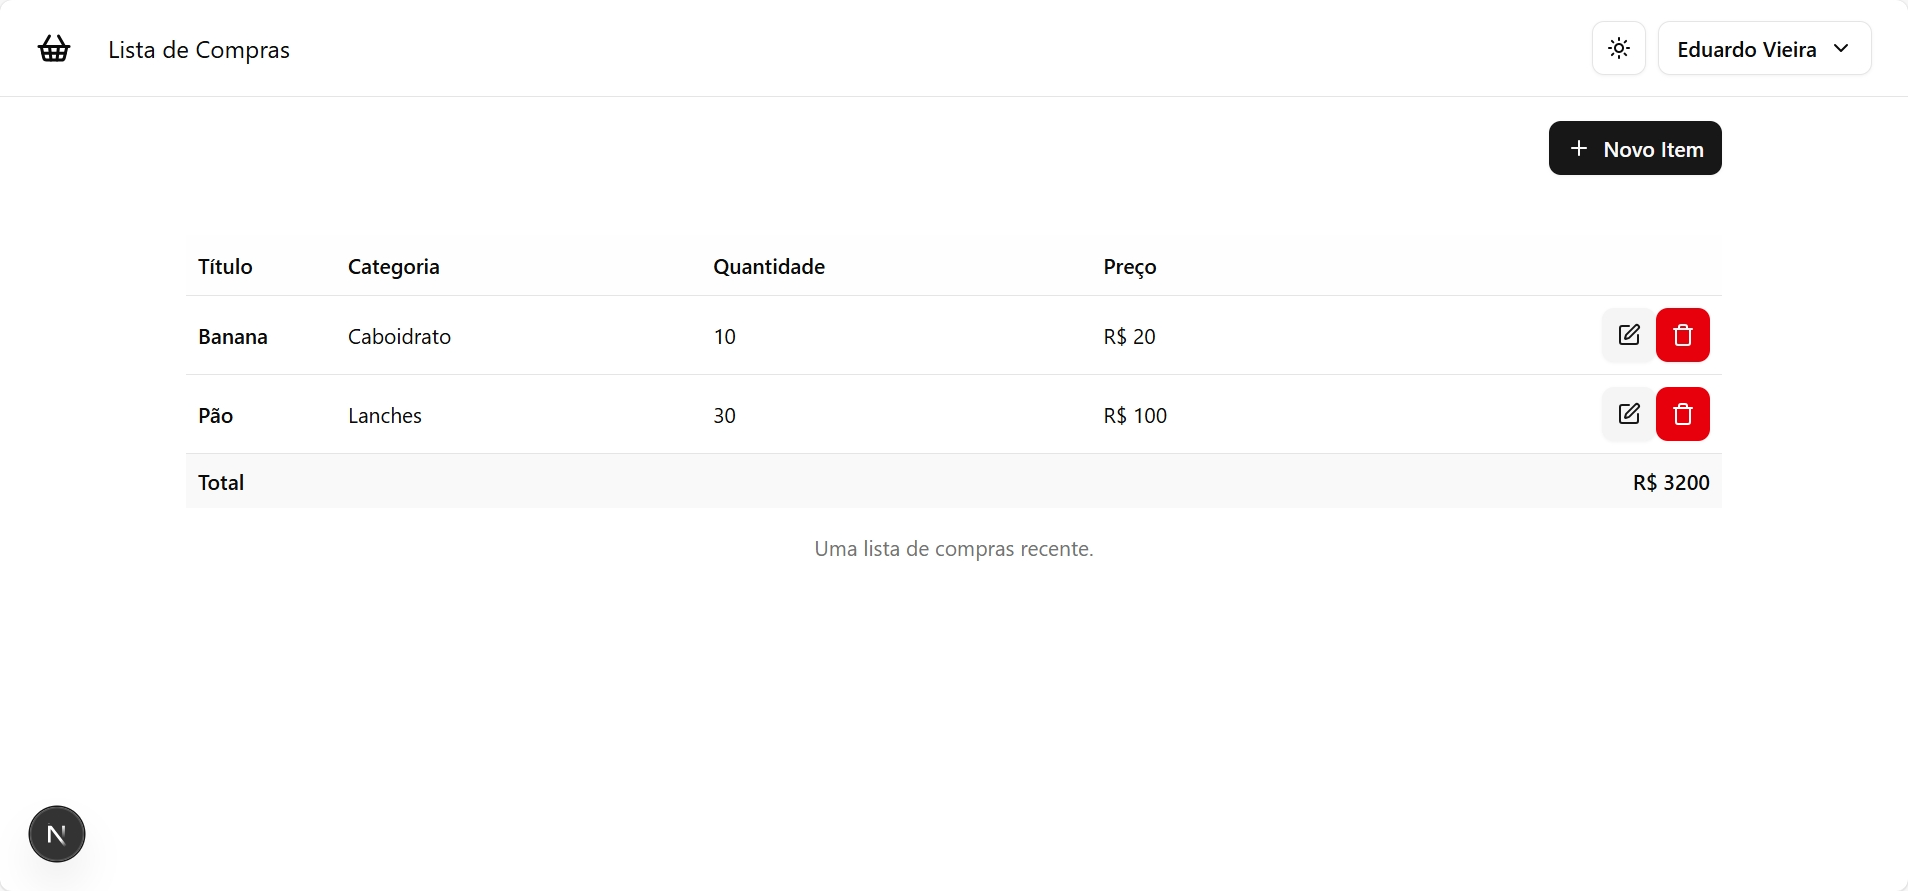 Lista de Compras
Eduardo Vieira
Novo Item
Título Categoria Quantidade Preço
Banana Caboidrato 10 R$ 20
Pão Lanches 30 R$ 100
Total R$ 3200
Uma lista de compras recente.
N